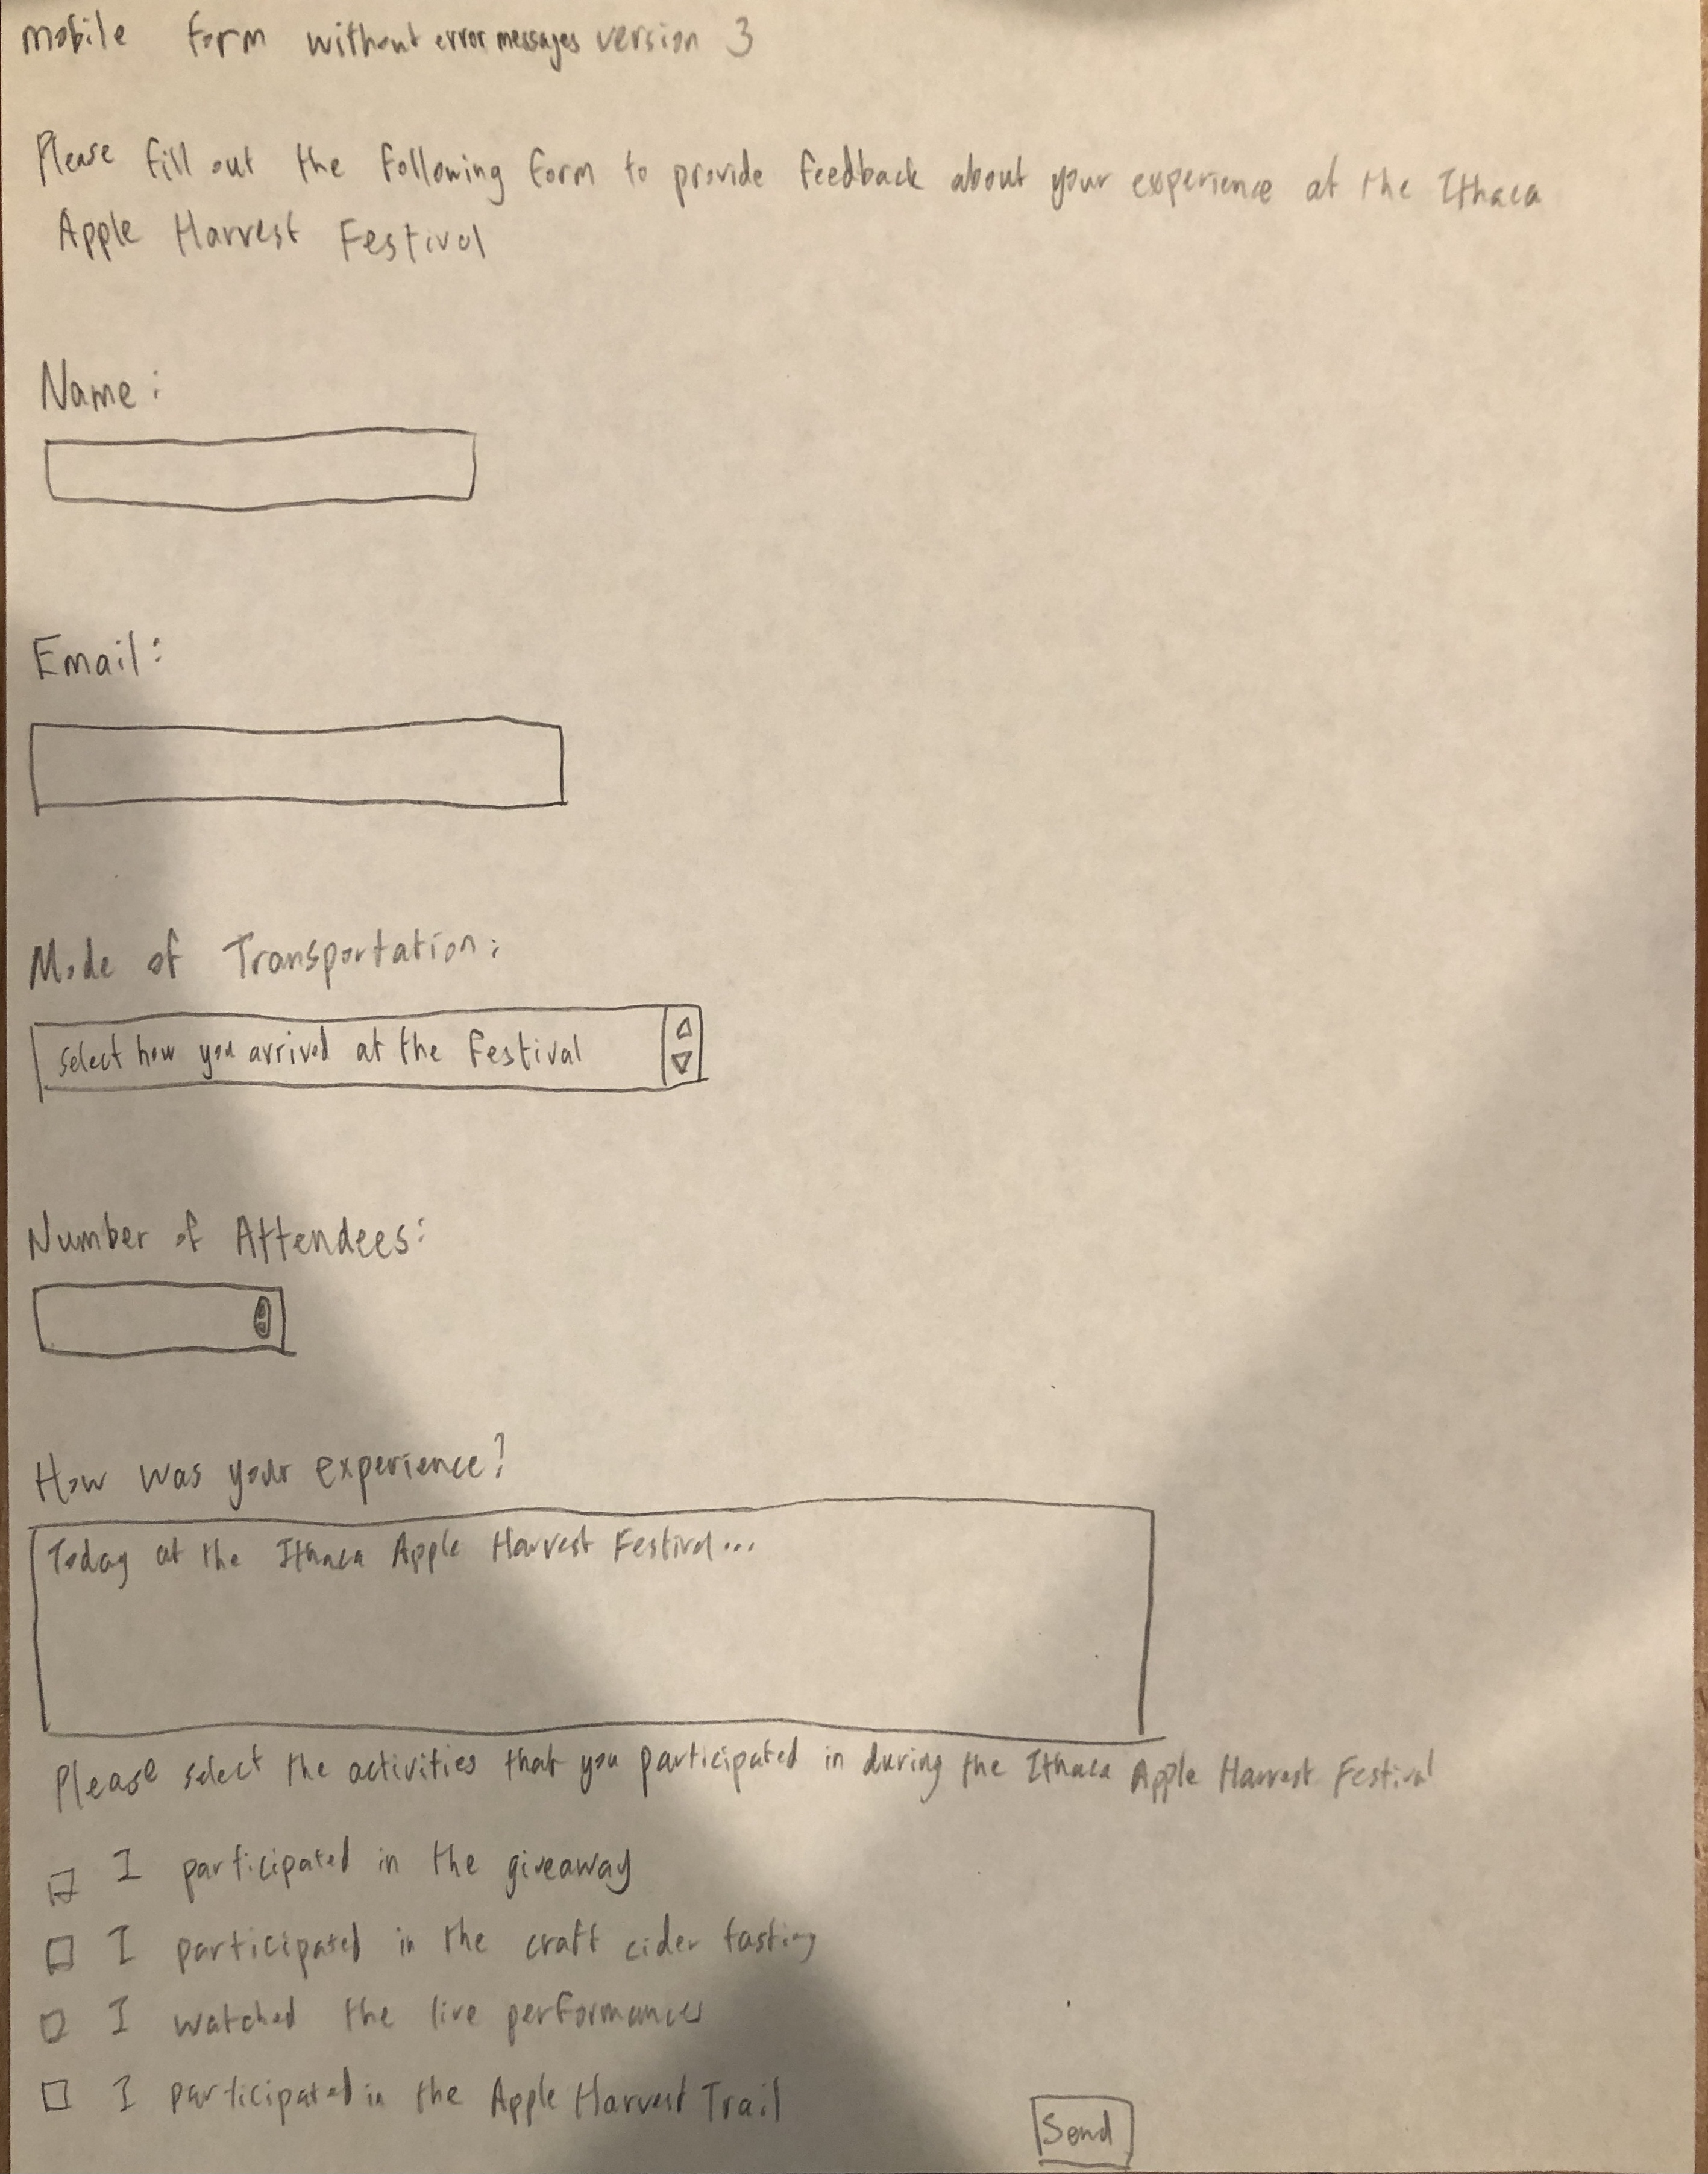 mobile form without error messages version 3
Please fill out the following form to provide feedback about your experience at the Ithaca
Apple Harvest Festival
Name:
Email:
Mode of Transportation:
select how you arrived at the festival
Number of Attendees:
How was your experience?
Today at the Ithaca Apple Harvest Festival...
Please select the activities that you participated in during the Ithaca Apple Harvest Festival
I participated in the giveaway
I participated in the craft cider tasting
I watched the live performances
I participated in the Apple Harvest Trail
Send